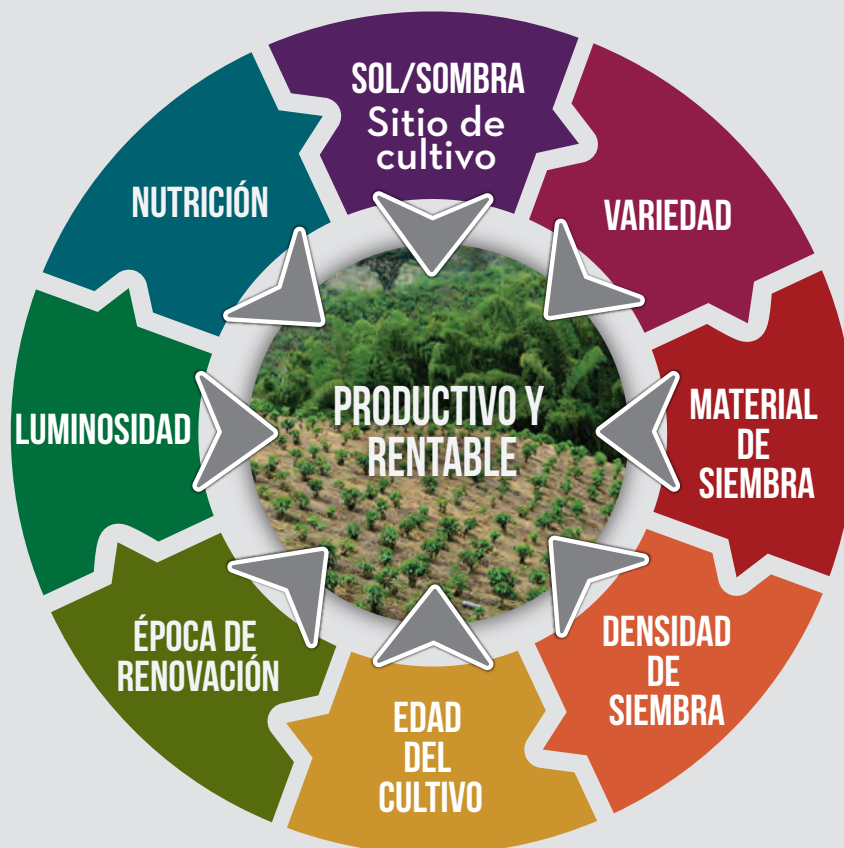 SOL/SOMBRA
Sitio de
cultivo
VARIEDAD
MATERIAL
DE
SIEMBRA
DENSIDAD
DE
SIEMBRA
EDAD
DEL
CULTIVO
ÉPOCA DE
RENOVACIÓN
LUMINOSIDAD
NUTRICIÓN
PRODUCTIVO Y
RENTABLE